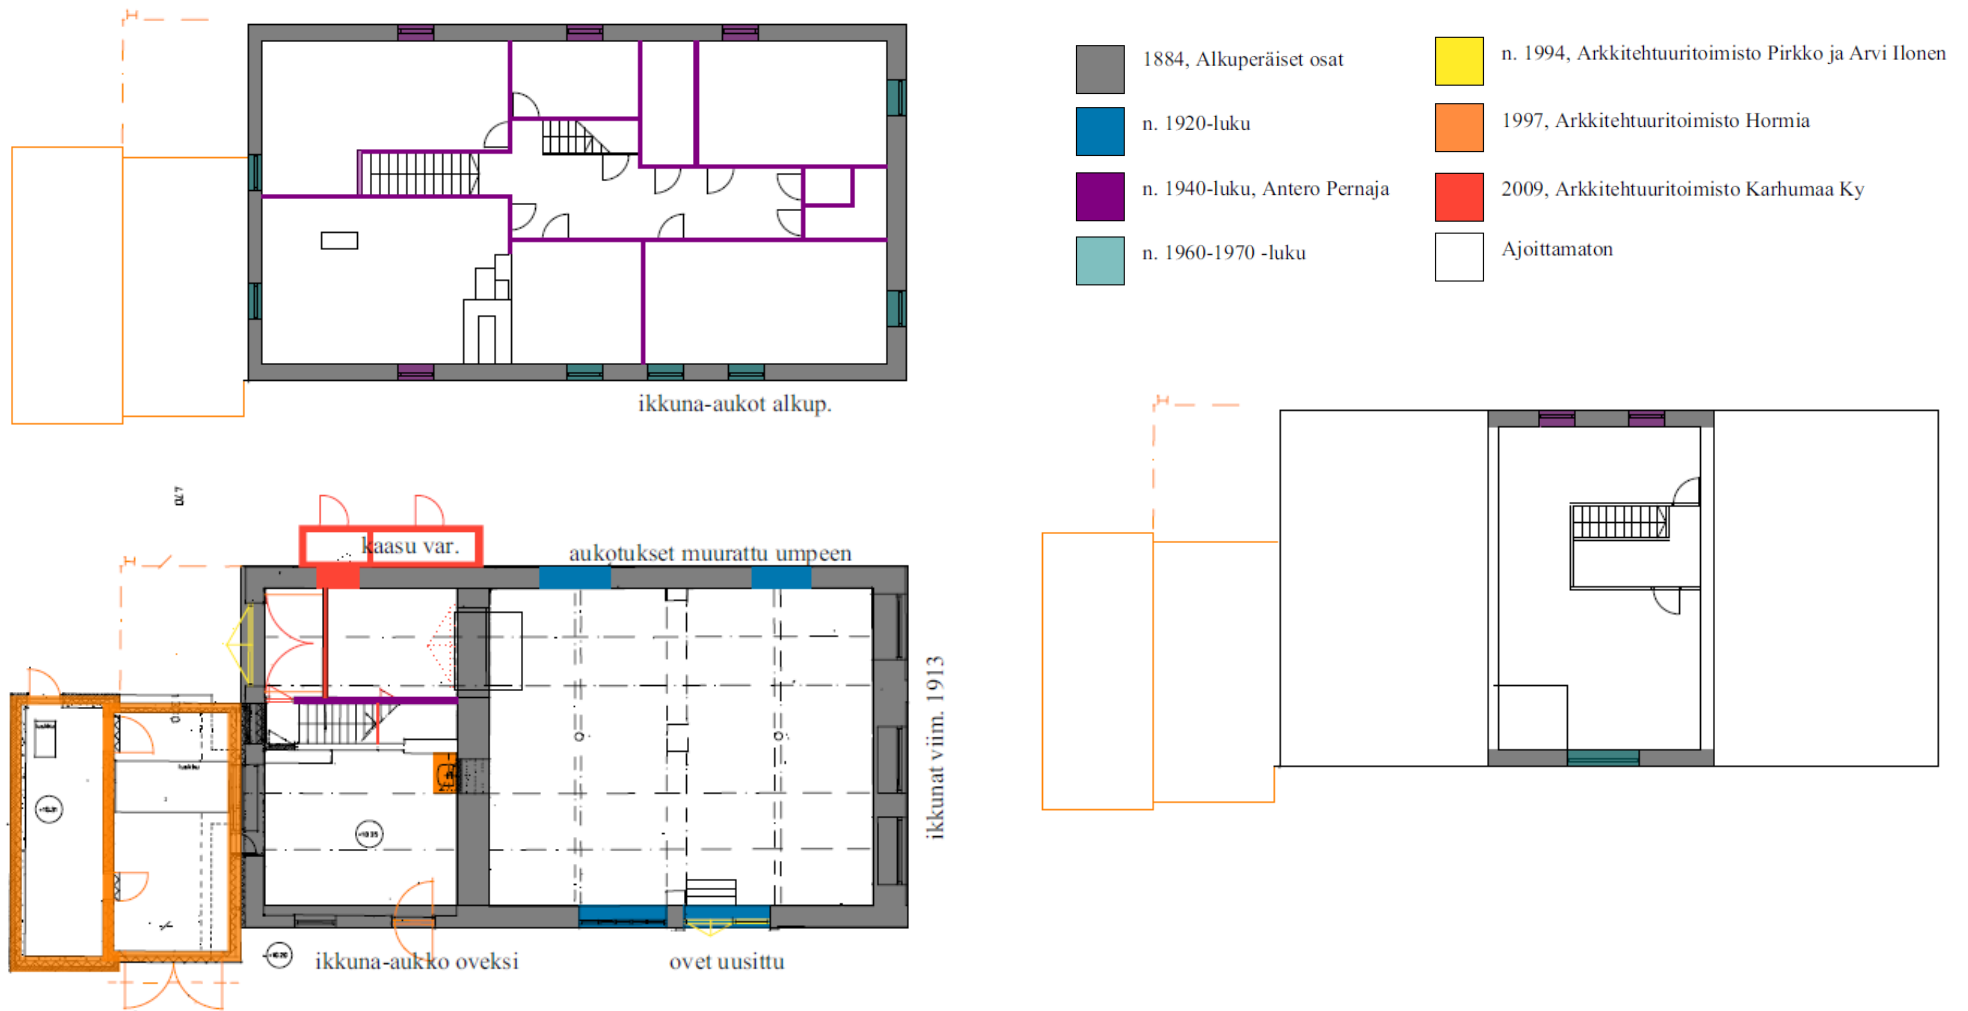 1884, Alkuperäiset osat
n. 1920-luku
n. 1940-luku, Antero Pernaja
n. 1960-1970 -luku
n. 1994, Arkkitehtuuritoimisto Pirkko ja Arvi Ilonen
1997, Arkkitehtuuritoimisto Hormia
2009, Arkkitehtuuritoimisto Karhumaa Ky
Ajoittamaton
ikkuna-aukot alkup.
kaasu var.
aukotukset muurattu umpeen
ikkunat viim. 1913
ikkuna-aukko oveksi
ovet uusittu